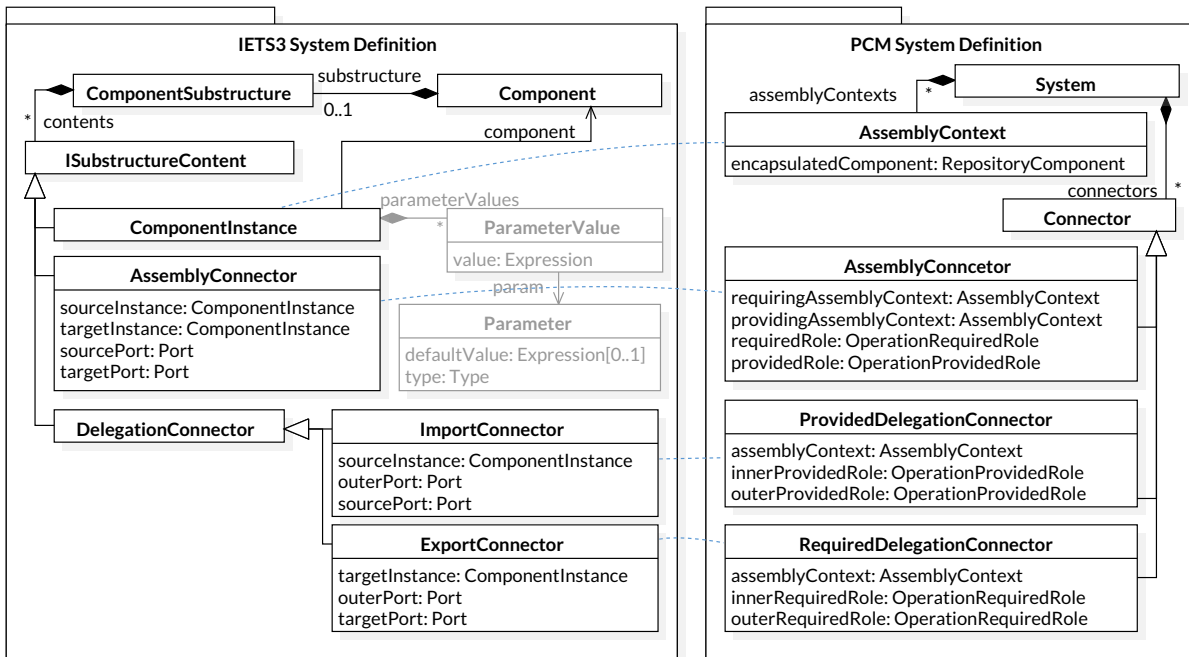 IETS3 System Definition
substructure
ComponentSubstructure
Component
0..1
* contents
component
ISubstructureContent
parameterValues
ComponentInstance
*
ParameterValue
value: Expression
param
AssemblyConnector
sourceInstance: ComponentInstance
targetInstance: ComponentInstance
sourcePort: Port
targetPort: Port
Parameter
defaultValue: Expression[0..1]
type: Type
DelegationConnector
ImportConnector
sourceInstance: ComponentInstance
outerPort: Port
sourcePort: Port
ExportConnector
targetInstance: ComponentInstance
outerPort: Port
targetPort: Port
PCM System Definition
System
assemblyContexts
*
AssemblyContext
encapsulatedComponent: RepositoryComponent
connectors
*
Connector
AssemblyConncetor
requiringAssemblyContext: AssemblyContext
providingAssemblyContext: AssemblyContext
requiredRole: OperationRequiredRole
providedRole: OperationProvidedRole
ProvidedDelegationConnector
assemblyContext: AssemblyContext
innerProvidedRole: OperationProvidedRole
outerProvidedRole: OperationProvidedRole
RequiredDelegationConnector
assemblyContext: AssemblyContext
innerRequiredRole: OperationRequiredRole
outerRequiredRole: OperationRequiredRole